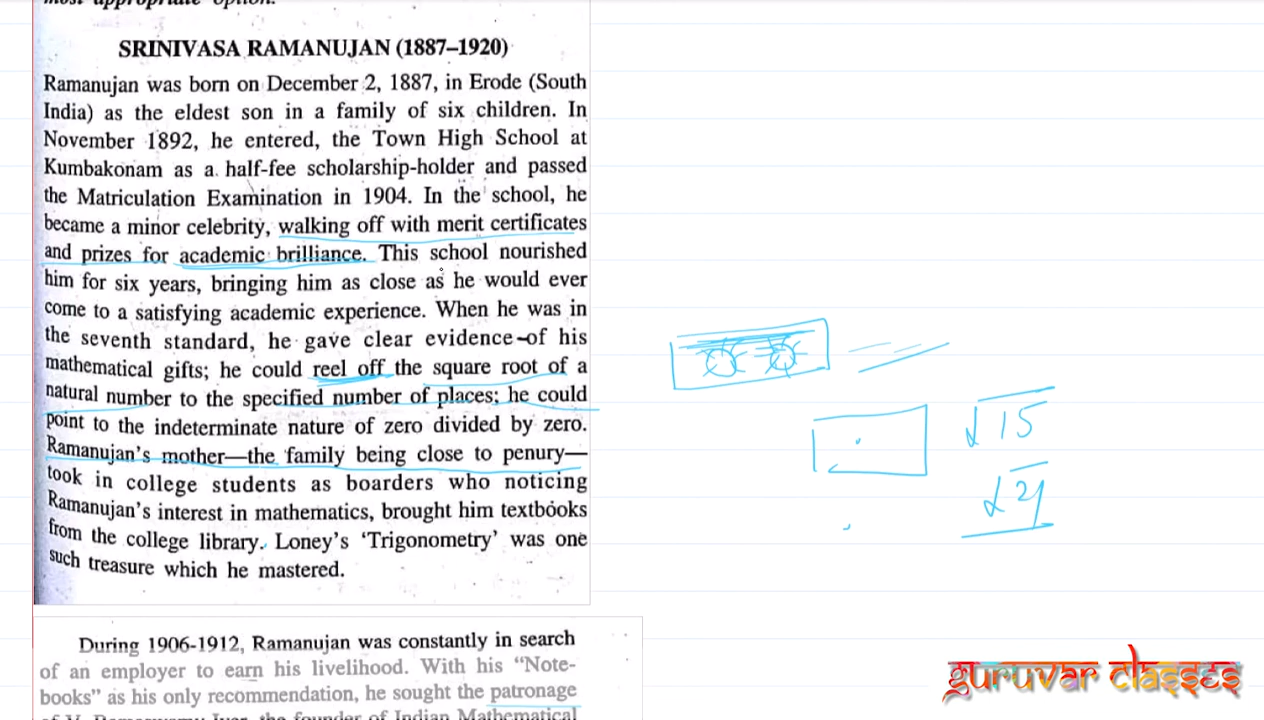 most appropriate option.
SRINIVASA RAMANUJAN (1887–1920)
Ramanujan was born on December 2, 1887, in Erode (South
India) as the eldest son in a family of six children. In
November 1892, he entered, the Town High School at
Kumbakonam as a half-fee scholarship-holder and passed
the Matriculation Examination in 1904. In the school, he
became a minor celebrity, walking off with merit certificates
and prizes for academic brilliance. This school nourished
him for six years, bringing him as close as he would ever
come to a satisfying academic experience. When he was in
the seventh standard, he gave clear evidence of his
mathematical gifts; he could reel off the square root of a
natural number to the specified number of places; he could
point to the indeterminate nature of zero divided by zero.
Ramanujan's mother—the family being close to penury—
took in college students as boarders who noticing
Ramanujan's interest in mathematics, brought him textbooks
from the college library. Loney's 'Trigonometry' was one
such treasure which he mastered.
√15
√21
During 1906-1912, Ramanujan was constantly in search
of an employer to earn his livelihood. With his "Note-
books" as his only recommendation, he sought the patronage
the founder of Indian Mathematical
guruvar classes